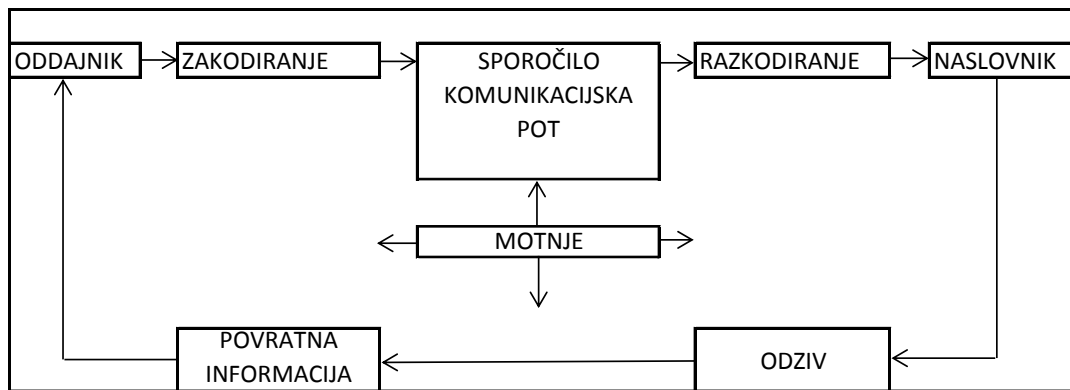 ODDAJNIK
ZAKODIRANJE
SPOROČILO
KOMUNIKACIJSKA
POT
RAZKODIRANJE
NASLOVNIK
MOTNJE
POVRATNA
INFORMACIJA
ODZIV